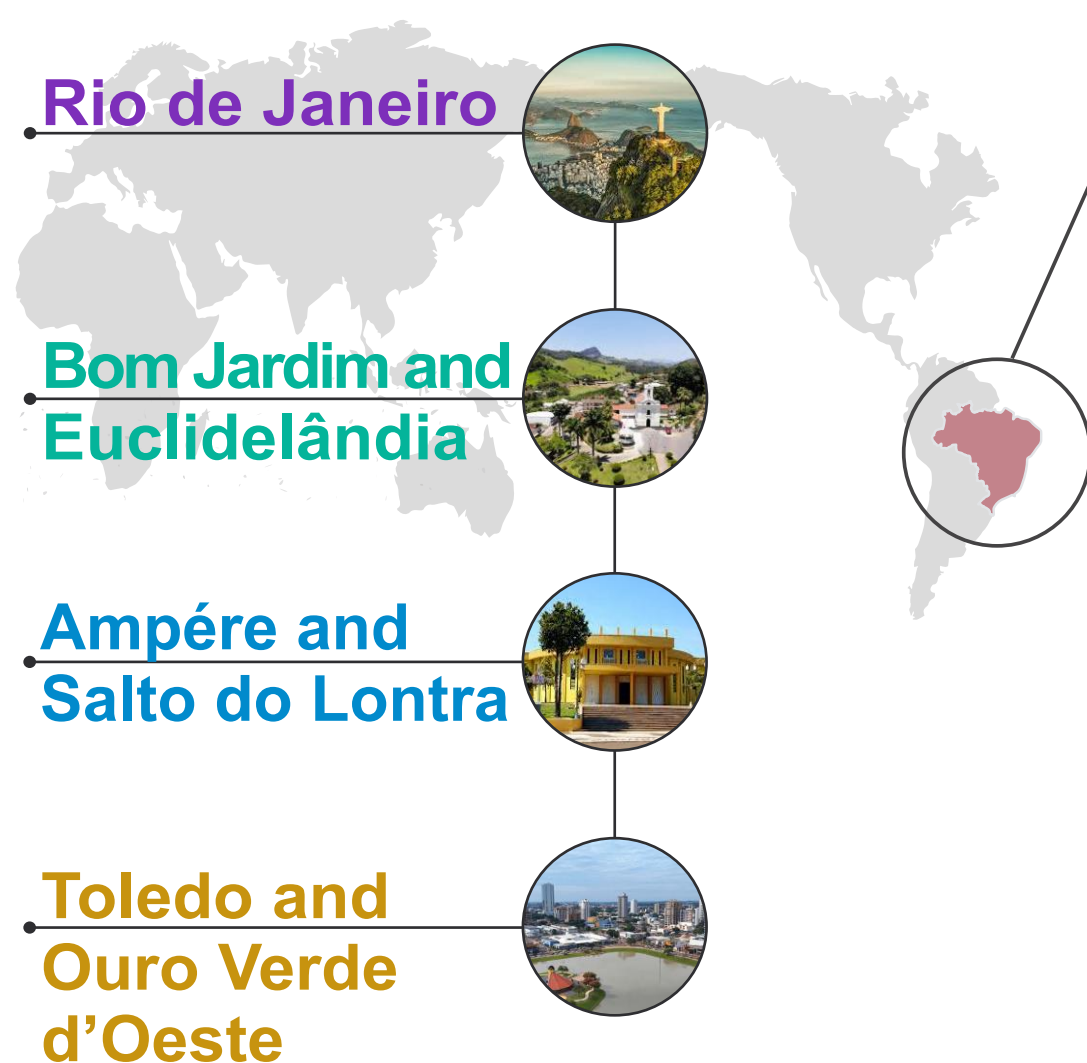 Rio de Janeiro
Bom Jardim and
Euclidelândia
Ampére and
Salto do Lontra
Toledo and
Ouro Verde
d’Oeste